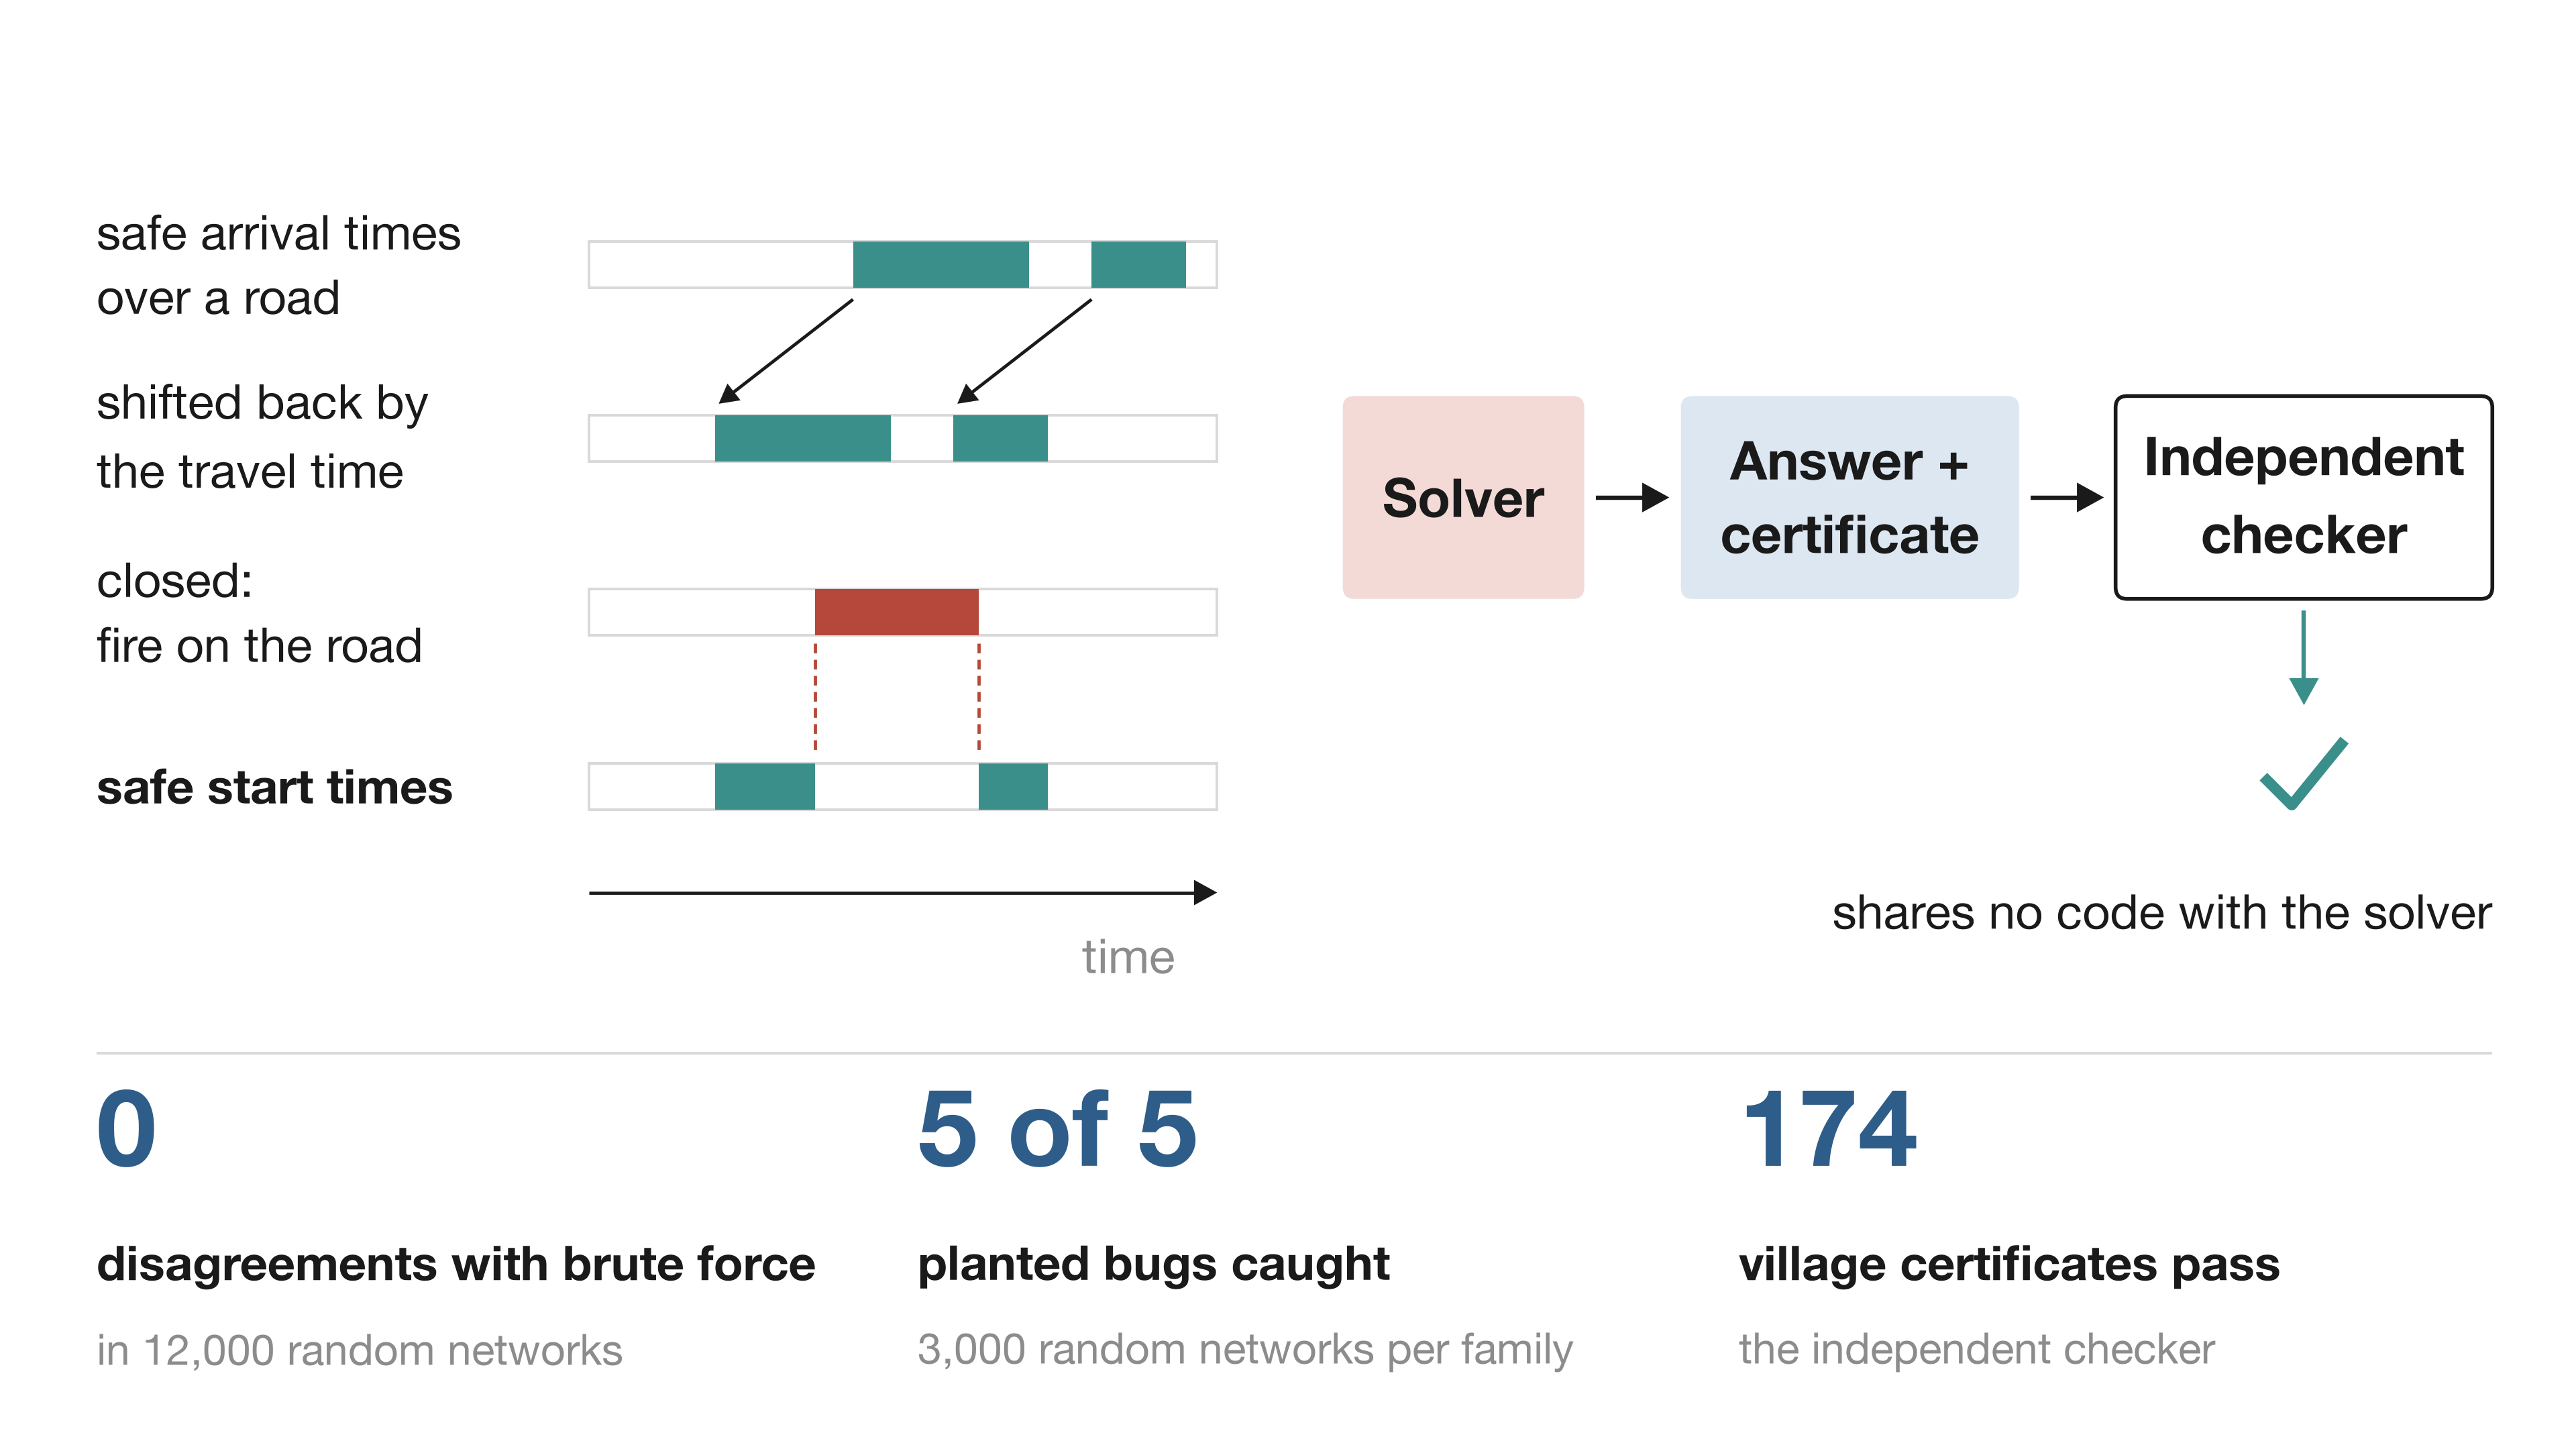 safe arrival times
over a road
shifted back by
the travel time
closed:
fire on the road
safe start times
time
Solver
Answer +
certificate
Independent
checker
shares no code with the solver
0
disagreements with brute force
in 12,000 random networks
5 of 5
planted bugs caught
3,000 random networks per family
174
village certificates pass
the independent checker